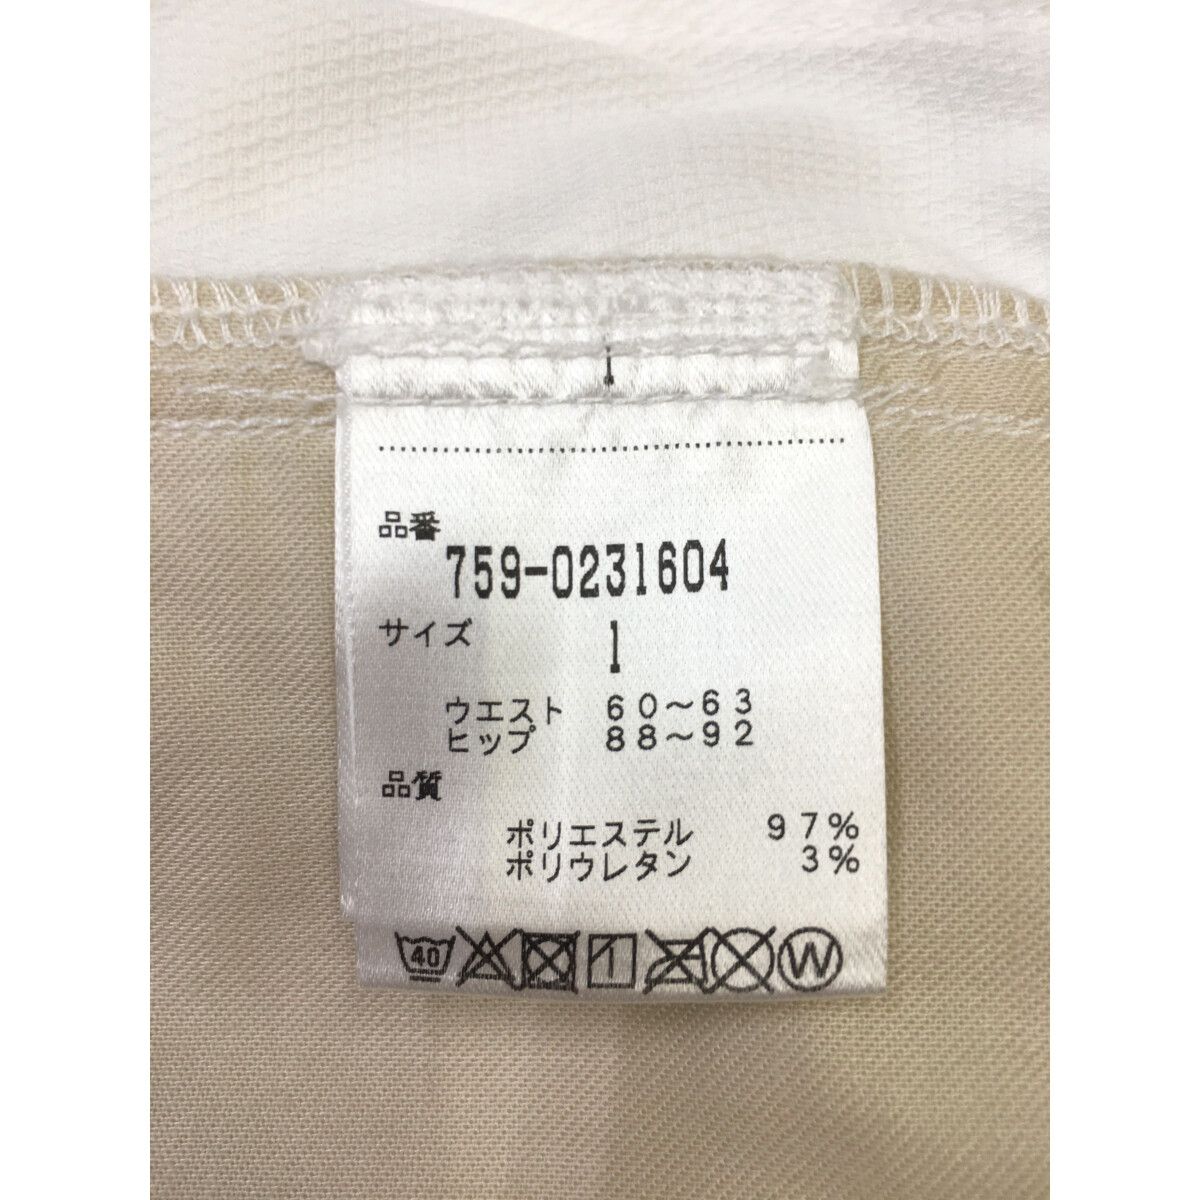 品番
759-0231604
サイズ 1
ウエスト 60～63
ヒップ 88～92
品質
ポリエステル 97%
ポリウレタン 3%
40 W